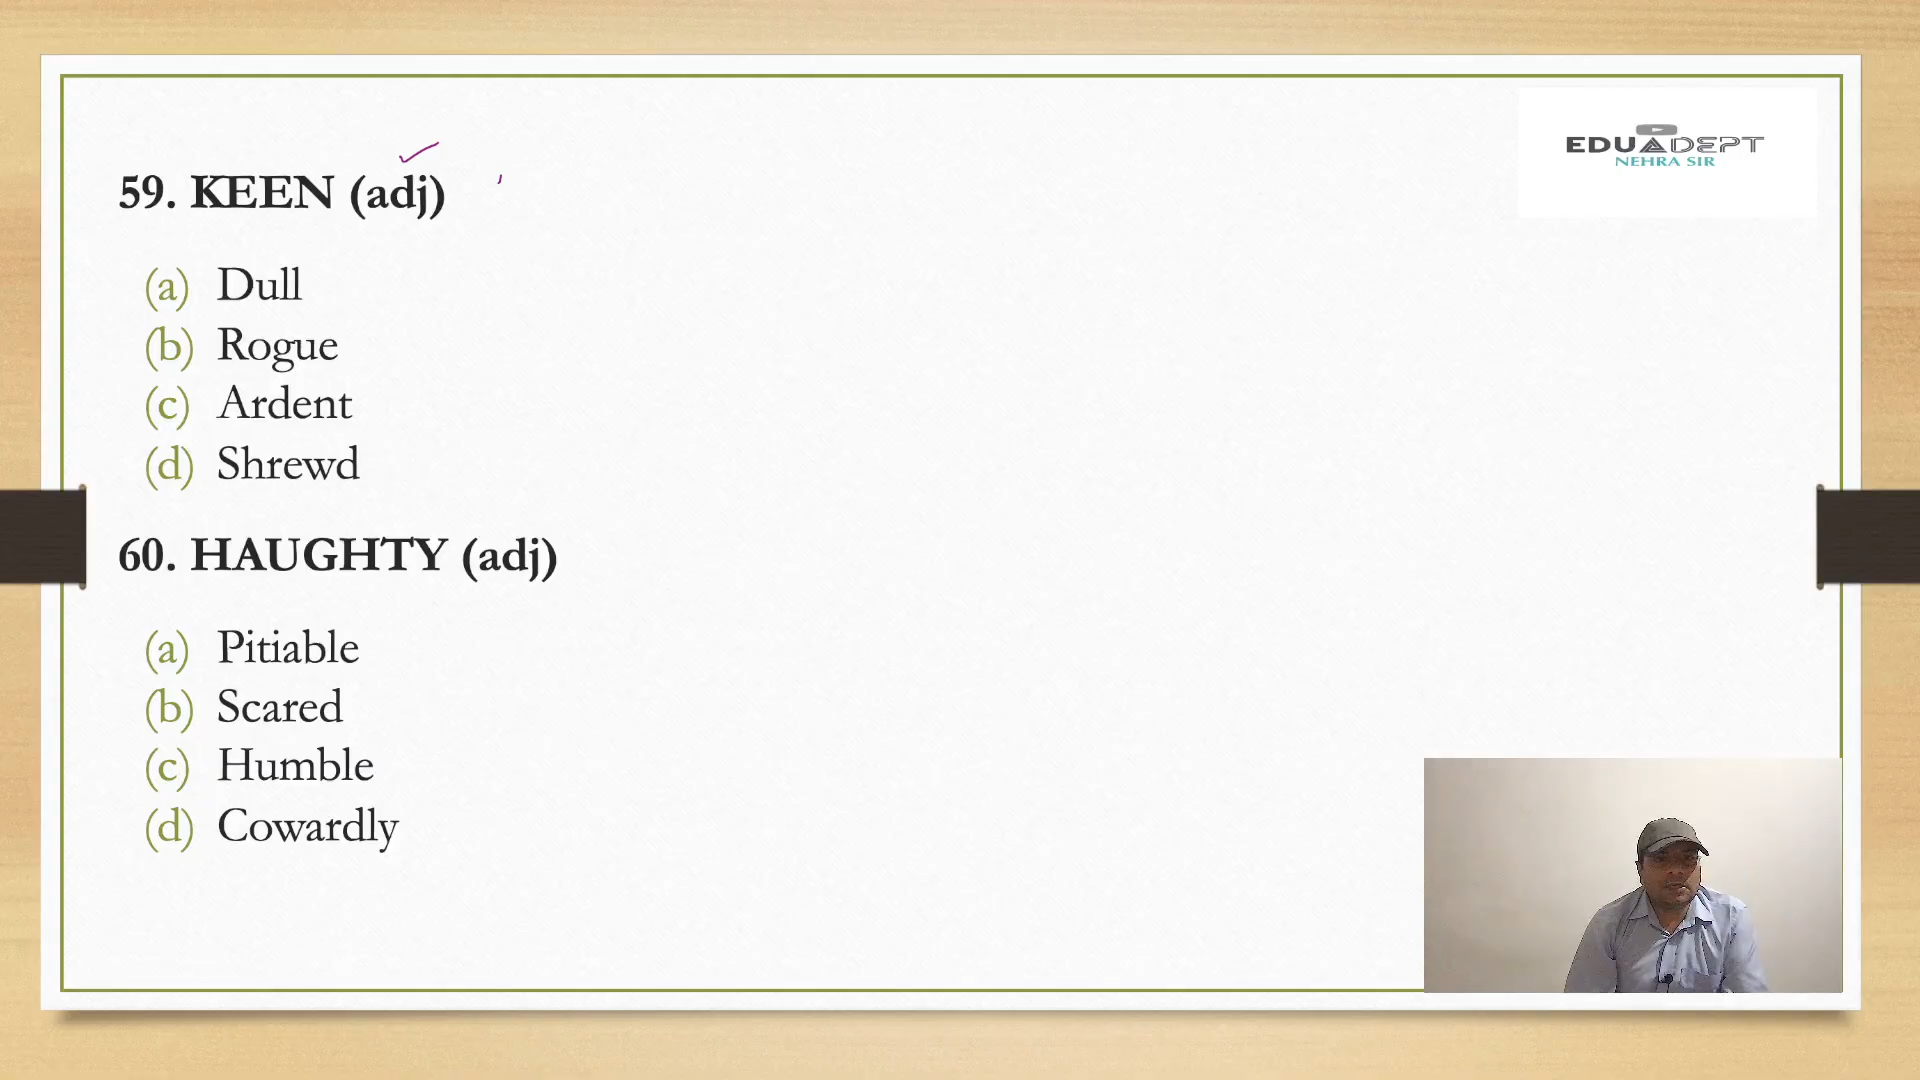 EDUADEPT
NEHRA SIR
59. KEEN (adj)
(a) Dull
(b) Rogue
(c) Ardent
(d) Shrewd
60. HAUGHTY (adj)
(a) Pitiable
(b) Scared
(c) Humble
(d) Cowardly